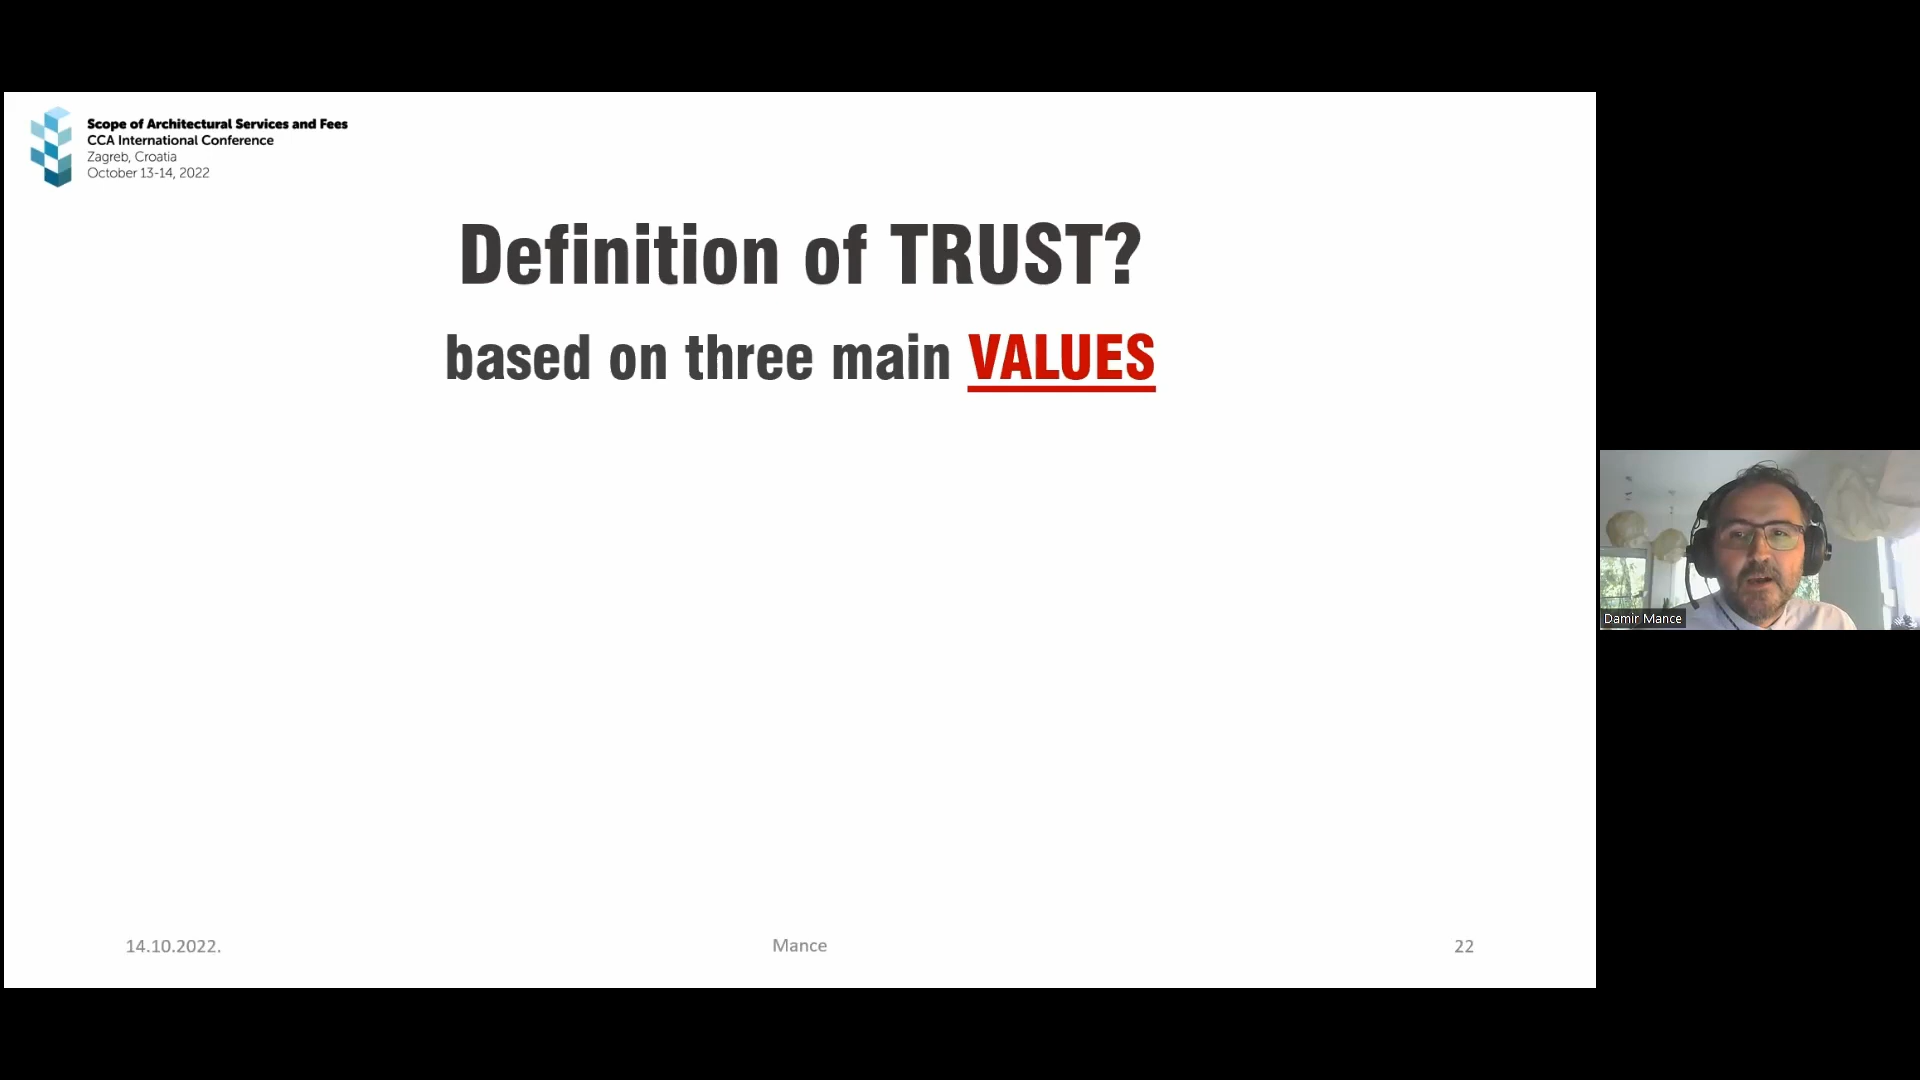 Scope of Architectural Services and Fees
CCA International Conference
Zagreb, Croatia
October 13-14, 2022
Definition of TRUST?
based on three main VALUES
Damir Mance
14.10.2022.
Mance
22